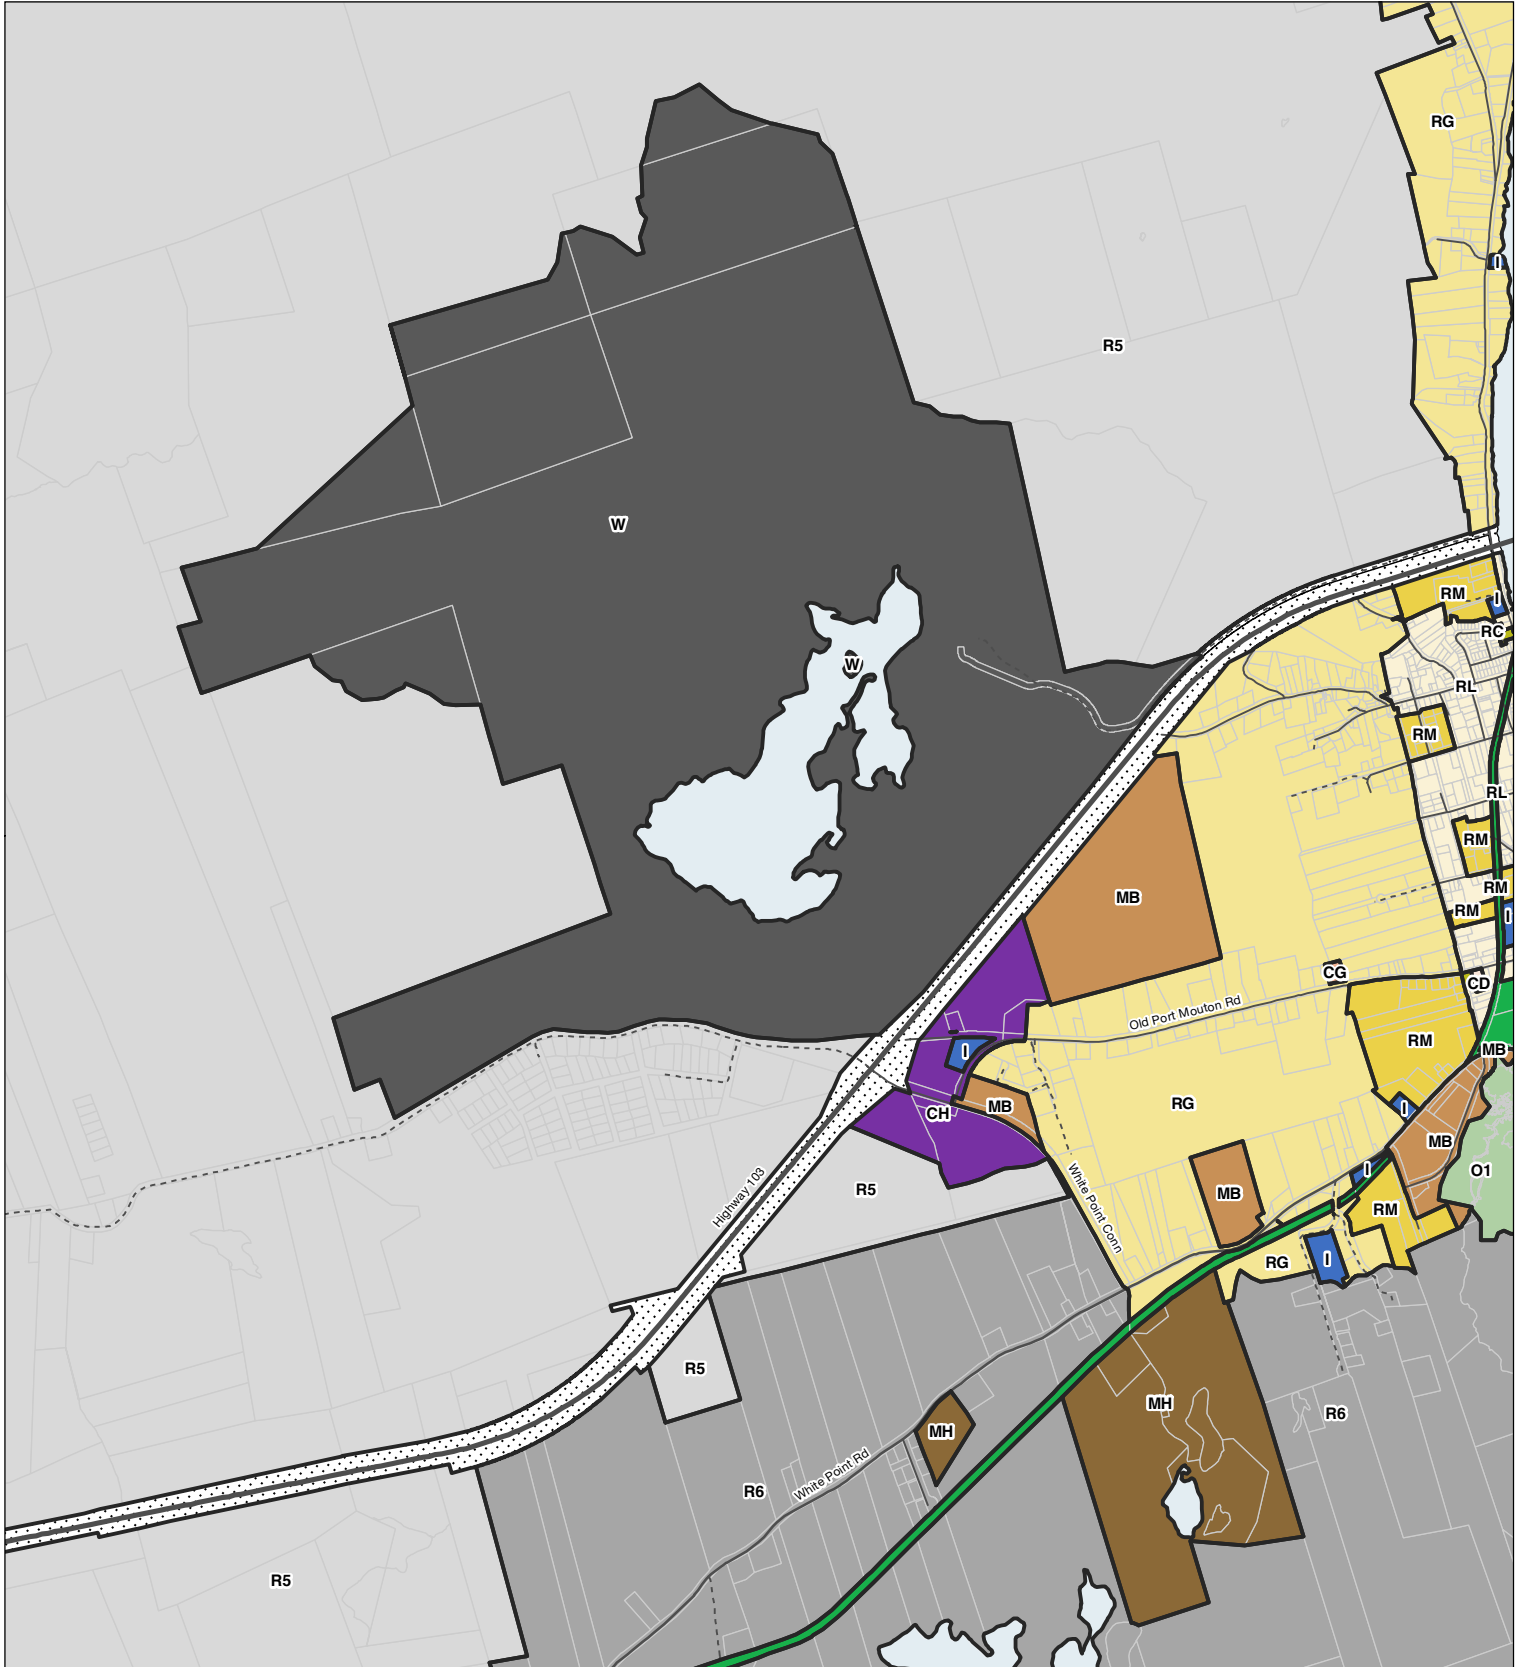 RG
I
R5
W
RM
I
RC
W
RL
RM
RL
RM
RM
MB
RM
I
CG
CD
Old Port Mouton Rd
RM
MB
I
RG
MB
I
CH
MB
I
O1
White Point Conn
R5
MB
RM
Highway 103
RG
I
R5
MH
R6
MH
White Point Rd
R6
R5